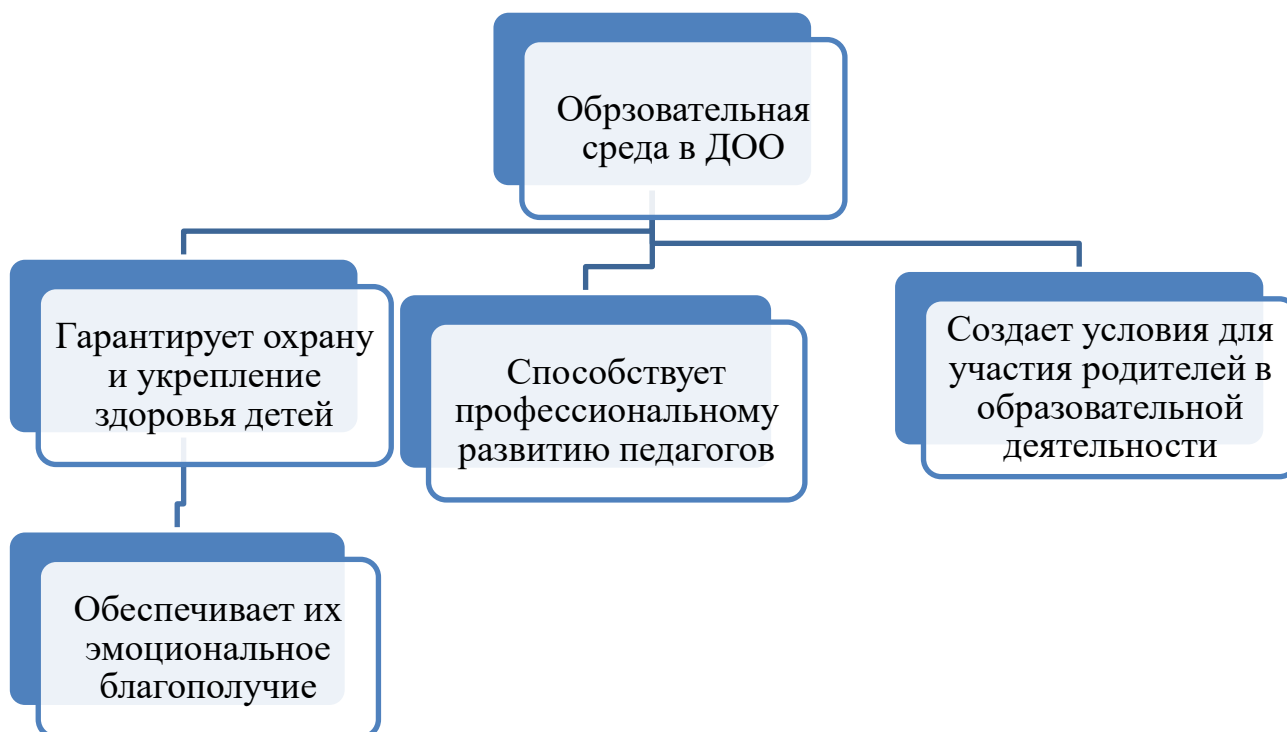 Обрзовательная
среда в ДОО
Гарантирует охрану
и укрепление
здоровья детей
Способствует
профессиональному
развитию педагогов
Создает условия для
участия родителей в
образовательной
деятельности
Обеспечивает их
эмоциональное
благополучие